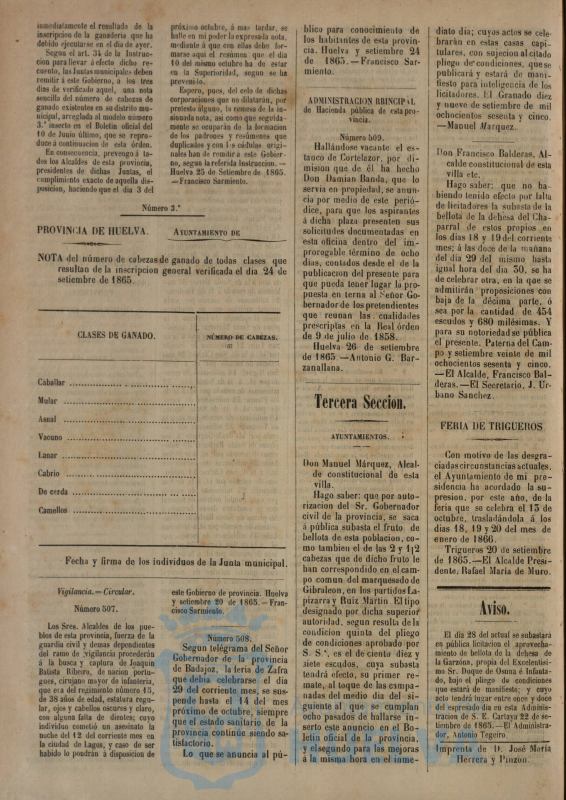 inmediatamente el resultado de la
inscripcion de la ganaderia que ha
debido ejecutarse en el dia de ayer.
Segun el art. 34 de la Instruc-
cion para llevar á efecto dicho re-
cuento, las Juntas municipales deben
remitir á este Gobierno, á los tres
dias de verificado aquel, una nota
sencilla del número de cabezas de
ganado existentes en su distrito mu-
nicipal, arreglada al modelo número
3.° inserto en el Boletin oficial del
10 de Junio último, que se repro-
duce á continuacion de esta órden.
En consecuencia, prevengo á to-
dos los Alcaldes de esta provincia,
presidentes de dichas Juntas, el
cumplimiento exacto de aquella dis-
posicion, haciendo que el dia 3 del
próximo octubre, á mas tardar, se
halle en mi poder la expresada nota,
mediante á que con ellas debe for-
marse aqui el resúmen que el dia
10 del mismo octubre ha de estar
en la Superioridad, segun se ha
prevenido.
Espero, pues, del celo de dichas
corporaciones que no dilatarán, por
pretesto alguno, la remesa de la in-
sinuada nota, asi como que seguida-
mente se ocuparán de la formacion
de los padrones y resúmenes que
duplicados y con las cédulas origi-
nales han de remitir á este Gobier-
no, segun la referida Instruccion.—
Huelva 25 de Setiembre de 1865.
—Francisco Sarmiento.
Número 3.°
PROVINCIA DE HUELVA. AYUNTAMIENTO DE
NOTA del número de cabezas de ganado de todas clases que
resultan de la inscripcion general verificada el dia 24 de
setiembre de 1865.
CLASES DE GANADO. NÚMERO DE CABEZAS.
Caballar
Mular
Asnal
Vacuno
Lanar
Cabrio
De cerda
Camellos
Fecha y firma de los individuos de la Junta municipal.
Vigilancia.—Circular.
Número 507.
Los Sres. Alcaldes de los pue-
blos de esta provincia, fuerza de la
guardia civil y demas dependientes
del ramo de vigilancia procederán
á la busca y captura de Joaquin
Batista Ribeiro, de nacion portu-
gues, cirujano mayor de infanteria,
que era del regimiento número 15,
de 38 años de edad, estatura regu-
lar, ojos y cabellos oscuros y claro,
con alguna falta de dientes; cuyo
individuo cometió un asesinato la
noche del 12 del corriente mes en
la ciudad de Lagos, y caso de ser
habido lo pondrán á disposicion de
este Gobierno de provincia. Huelva
y setiembre 20 de 1865.—Fran-
cisco Sarmiento.
Número 508.
Segun telégrama del Señor
Gobernador de la provincia
de Badajoz, la feria de Zafra
que debia celebrarse el dia
29 del corriente mes, se sus-
pende hasta el 14 del mes
próximo de octubre, siempre
que el estado sanitario de la
provincia continúe siendo sa-
tisfactorio.
Lo que se anuncia al pú-
blico para conocimiento de
los habitantes de esta provin-
cia. Huelva y setiembre 24
de 1865.—Francisco Sar-
miento.
ADMINISTRACION PRINCIPAL
de Hacienda pública de esta pro-
vincia.
Número 509.
Hallándose vacante el es-
tanco de Cortelazor, por di-
mision que de él ha hecho
Don Damian Banda, que lo
servia en propiedad, se anun-
cia por medio de este perió-
dico, para que los aspirantes
á dicha plaza presenten sus
solicitudes documentadas en
esta oficina dentro del im-
prorogable término de ocho
dias, contados desde el de la
publicacion del presente para
que pueda tener lugar la pro-
puesta en terna al Señor Go-
bernador de los pretendientes
que reunan las cualidades
prescriptas en la Real órden
de 9 de julio de 1858.
Huelva 26 de setiembre
de 1865.—Antonio G. Bar-
zanallana.
Tercera Seccion.
AYUNTAMIENTOS.
Don Manuel Márquez, Alcal-
de constitucional de esta
villa.
Hago saber: que por auto-
rizacion del Sr. Gobernador
civil de la provincia, se saca
á pública subasta el fruto de
bellota de esta poblacion, co-
mo tambien el de las 2 y 1/2
cabezas que de dicho fruto le
han correspondido en el cam-
po comun del marquesado de
Gibraleon, en los partidos La-
pizarra y Ruiz Martin. El tipo
designado por dicha superior
autoridad, segun resulta de la
condicion quinta del pliego
de condiciones aprobado por
S. S.ª, es el de ciento diez y
siete escudos, cuya subasta
tendrá efecto, su primer re-
mate, al toque de las campa-
nadas del medio dia del si-
guiente al que se cumplan
ocho pasados de hallarse in-
serto este anuncio en el Bo-
letin oficial de la provincia,
y el segundo para las mejoras
á la misma hora en el inme-
diato dia; cuyos actos se cele-
brarán en estas casas capi-
tulares, con sujecion al citado
pliego de condiciones, que se
publicará y estará de mani-
fiesto para inteligencia de los
licitadores. El Granado diez
y nueve de setiembre de mil
ochocientos sesenta y cinco.
—Manuel Marquez.
Don Francisco Balderas, Al-
calde constitucional de esta
villa etc.
Hago saber: que no ha-
biendo tenido efecto por falta
de licitadores la subasta de la
bellota de la dehesa del Cha-
parral de estos propios en
los dias 18 y 19 del corriente
mes; á las doce de la mañana
del dia 29 del mismo hasta
igual hora del dia 30, se ha
de celebrar otra, en la que se
admitirán proposiciones con
baja de la décima parte, ó
sea por la cantidad de 454
escudos y 680 milésimas. Y
para su notoriedad se publica
el presente. Paterna del Cam-
po y setiembre veinte de mil
ochocientos sesenta y cinco.
—El Alcalde, Francisco Bal-
deras.—El Secretario, J. Ur-
bano Sanchez.
FERIA DE TRIGUEROS
Con motivo de las desgra-
ciadas circunstancias actuales,
el Ayuntamiento de mi pre-
sidencia ha acordado la su-
presion, por este año, de la
feria que se celebra el 15 de
octubre, trasladándola á los
dias 18, 19 y 20 del mes de
enero de 1866.
Trigueros 20 de setiembre
de 1865.—El Alcalde Presi-
dente, Rafael Maria de Muro.
Aviso.
El dia 28 del actual se subastará
en pública licitacion el aprovecha-
miento de bellota de la dehesa de
la Garzóna, propia del Excelentísi-
mo Sr. Duque de Osuna é Infanta-
do, bajo el pliego de condiciones
que estará de manifiesto; y cuyo
acto tendrá lugar entre once y doce
del espresado dia en esta Adminis-
tracion de S. E. Cartaya 22 de se-
tiembre de 1865.—El Administra-
dor, Antonio Tegeiro.
Imprenta de D. José María
Herrera y Pinzon.